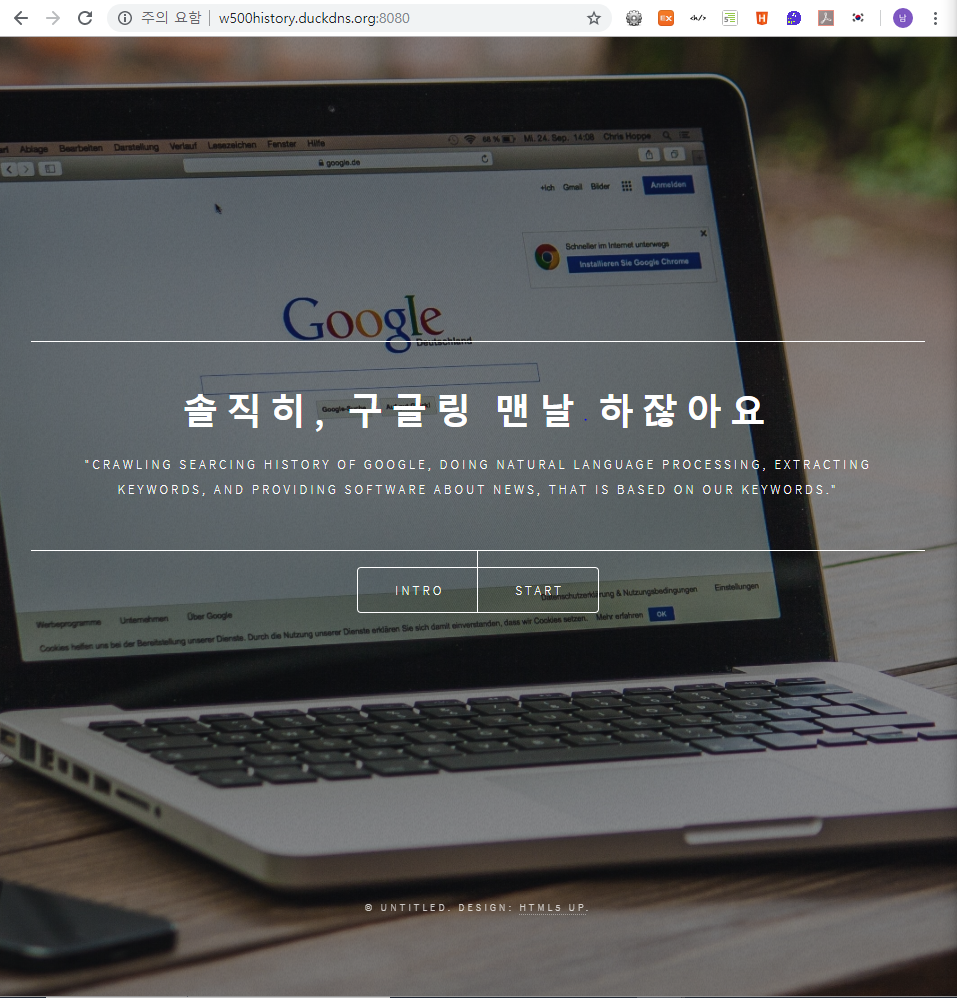 주의 요함 w500history.duckdns.org:8080
Ablage Bearbeiten Darstellung Verlauf Lesezeichen Fenster Hilfe 66 % Mi. 24. Sep. 14:08 Chris Hoppe
google.de
+Ich Gmail Bilder Anmelden
Schneller im Internet unterwegs
Installieren Sie Google Chrome
Google
Deutschland
솔직히, 구글링 맨날 하잖아요
"CRAWLING SEARCING HISTORY OF GOOGLE, DOING NATURAL LANGUAGE PROCESSING, EXTRACTING
KEYWORDS, AND PROVIDING SOFTWARE ABOUT NEWS, THAT IS BASED ON OUR KEYWORDS."
INTRO START
Werbeprogramme Unternehmen Über Google Datenschutzerklärung & Nutzungsbedingungen Einstellungen
Cookies helfen uns bei der Bereitstellung unserer Dienste. Durch die Nutzung unserer Dienste erklären Sie sich damit einverstanden, dass wir Cookies setzen. Mehr erfahren OK
© UNTITLED. DESIGN: HTML5 UP.